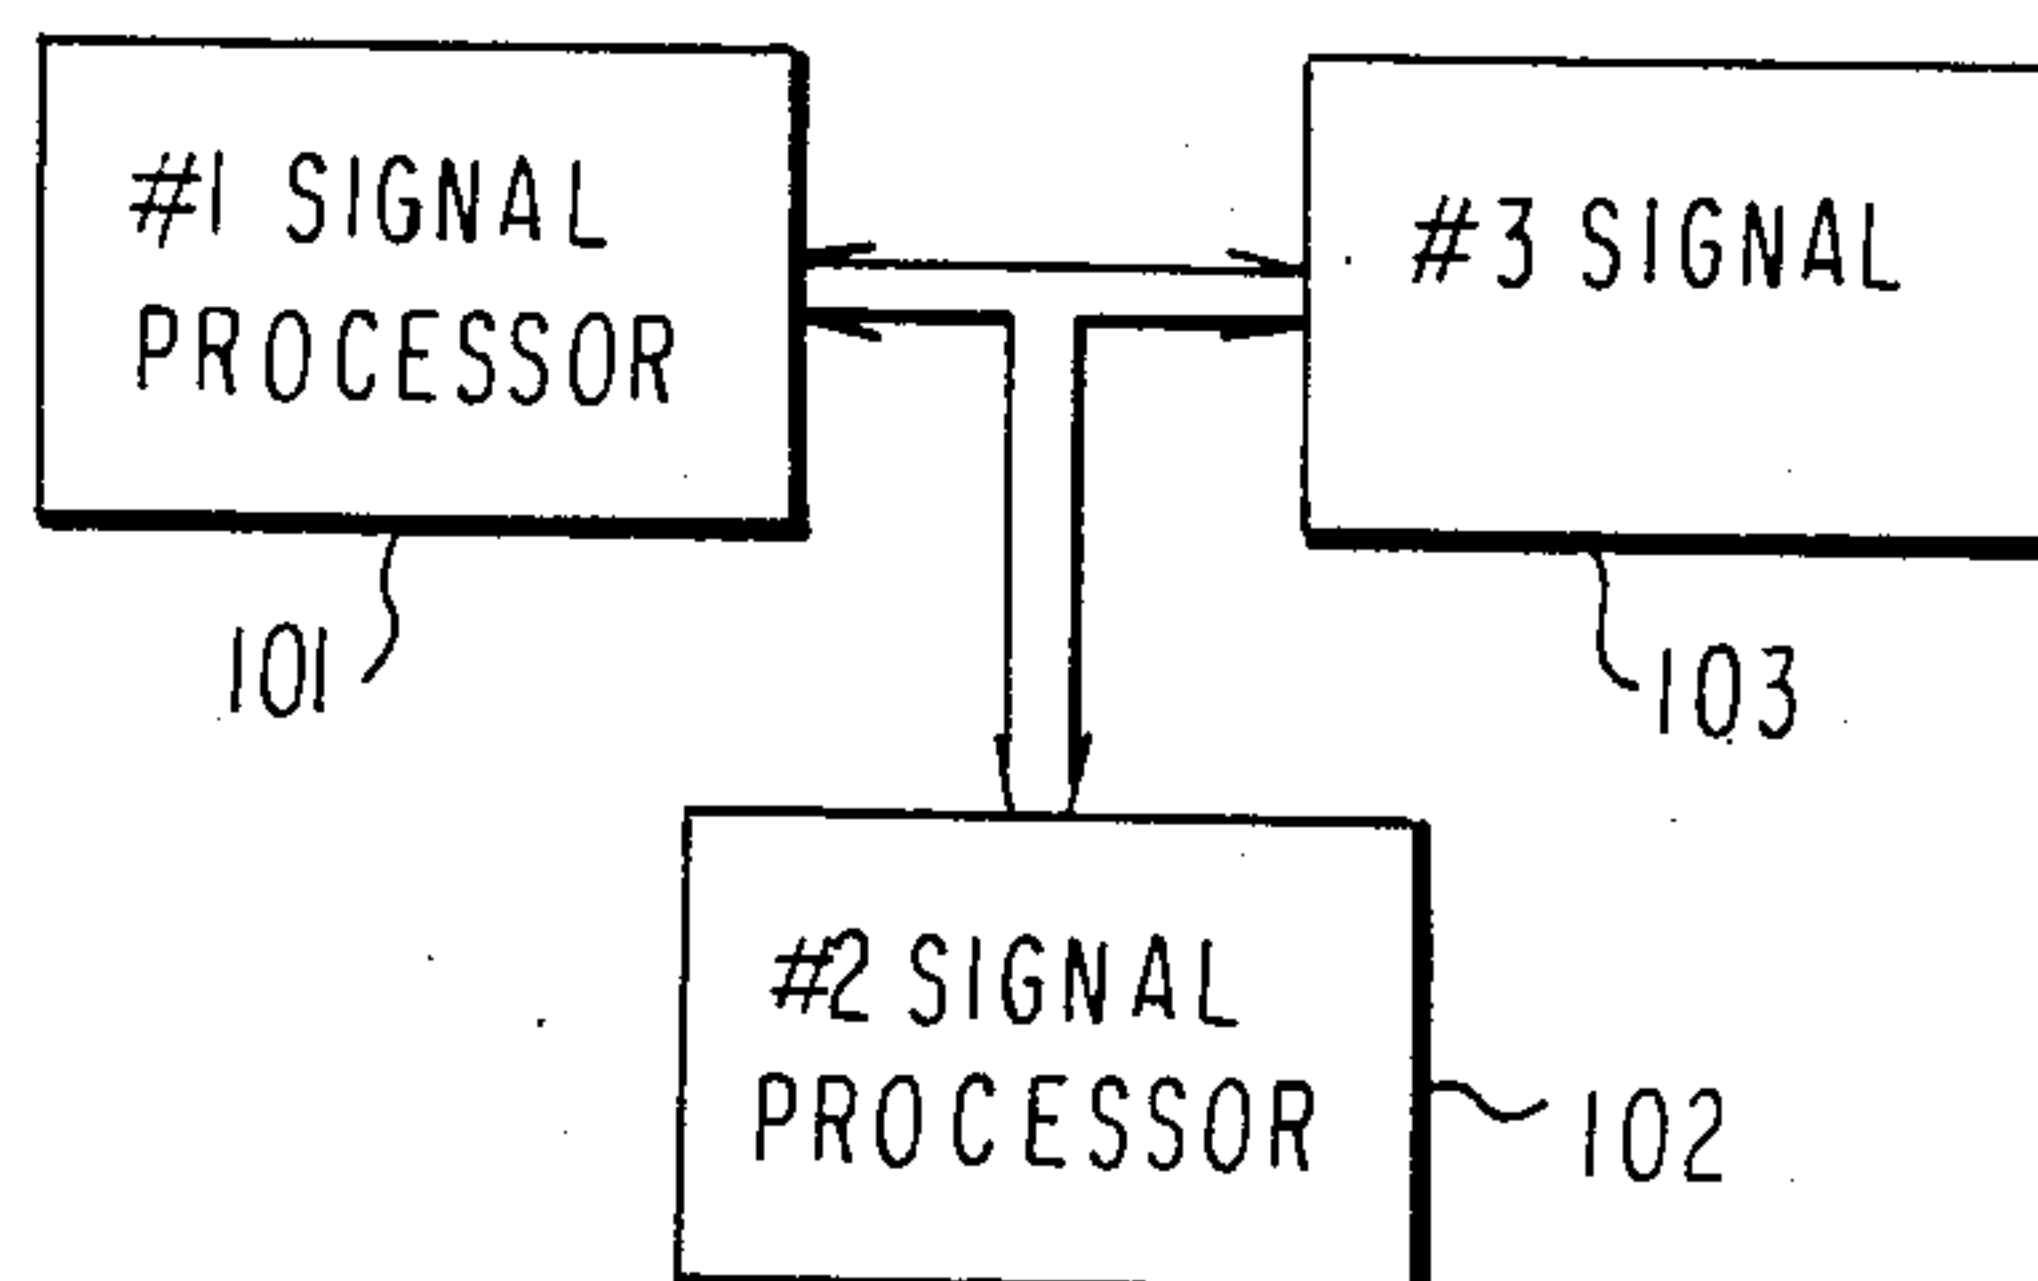 #1 SIGNAL
PROCESSOR
#3 SIGNAL
101
103
#2 SIGNAL
PROCESSOR
102